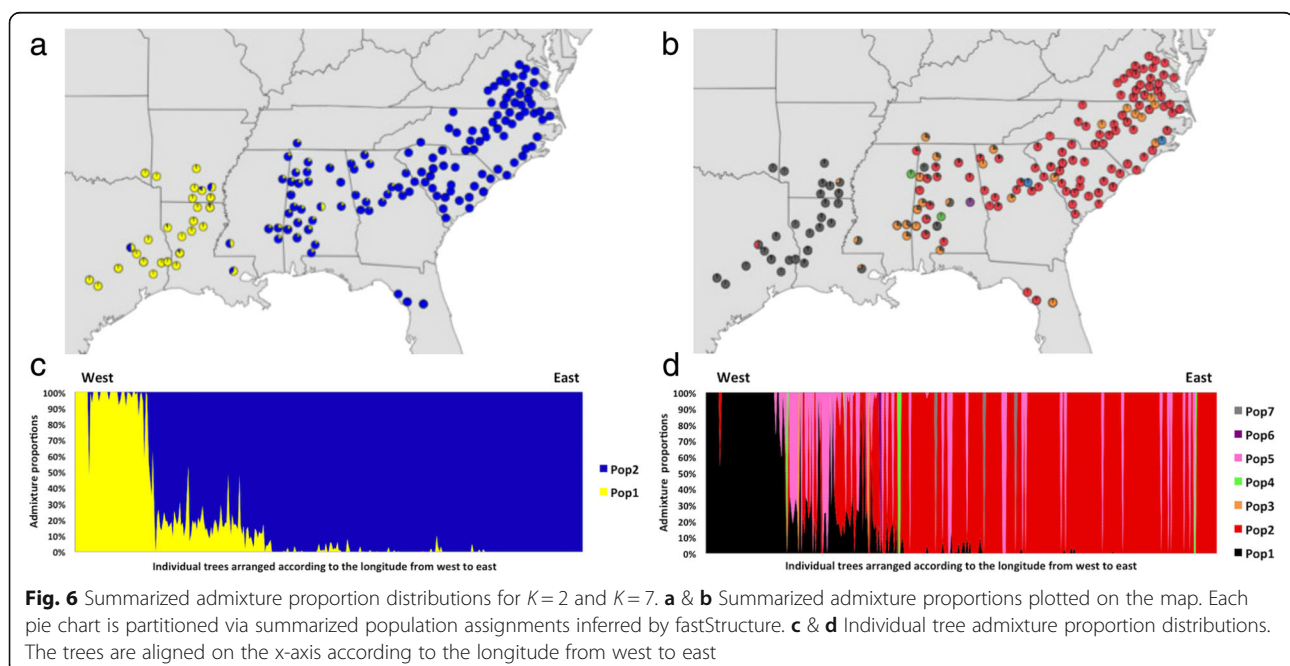 a
b
c
West
East
100%
90%
80%
70%
60%
50%
40%
30%
20%
10%
0%
Admixture proportions
Pop2
Pop1
Individual trees arranged according to the longitude from west to east
d
West
East
100%
90%
80%
70%
60%
50%
40%
30%
20%
10%
0%
Admixture proportions
Pop7
Pop6
Pop5
Pop4
Pop3
Pop2
Pop1
Individual trees arranged according to the longitude from west to east
Fig. 6 Summarized admixture proportion distributions for K = 2 and K = 7. a & b Summarized admixture proportions plotted on the map. Each
pie chart is partitioned via summarized population assignments inferred by fastStructure. c & d Individual tree admixture proportion distributions.
The trees are aligned on the x-axis according to the longitude from west to east